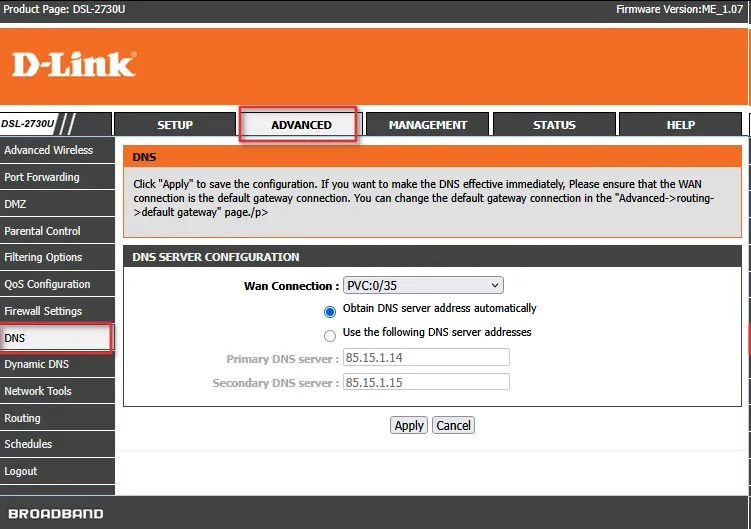 Product Page: DSL-2730U
Firmware Version:ME_1.07
D-Link
DSL-2730U
SETUP
ADVANCED
MANAGEMENT
STATUS
HELP
Advanced Wireless
Port Forwarding
DMZ
Parental Control
Filtering Options
QoS Configuration
Firewall Settings
DNS
Dynamic DNS
Network Tools
Routing
Schedules
Logout
DNS
Click "Apply" to save the configuration. If you want to make the DNS effective immediately, Please ensure that the WAN
connection is the default gateway connection. You can change the default gateway connection in the "Advanced->routing-
>default gateway" page./p>
DNS SERVER CONFIGURATION
Wan Connection : PVC:0/35
Obtain DNS server address automatically
Use the following DNS server addresses
Primary DNS server : 85.15.1.14
Secondary DNS server : 85.15.1.15
Apply Cancel
BROADBAND